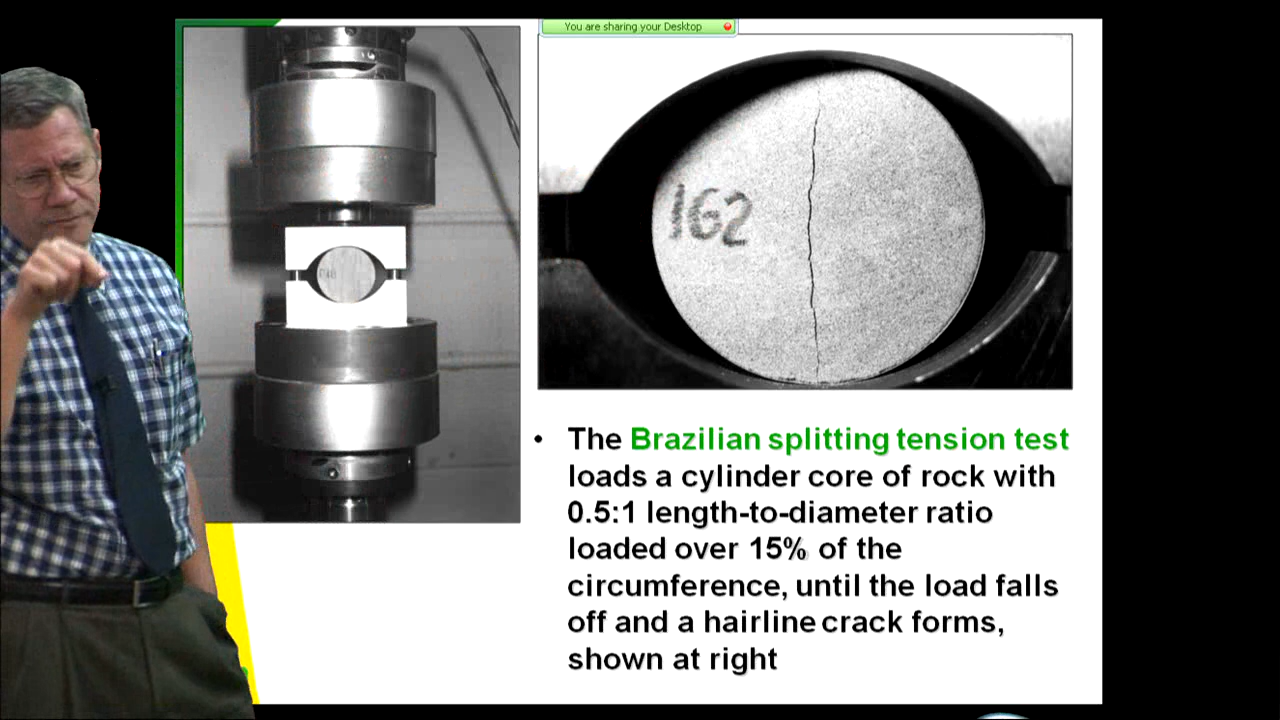 You are sharing your Desktop
162
• The Brazilian splitting tension test
loads a cylinder core of rock with
0.5:1 length-to-diameter ratio
loaded over 15% of the
circumference, until the load falls
off and a hairline crack forms,
shown at right